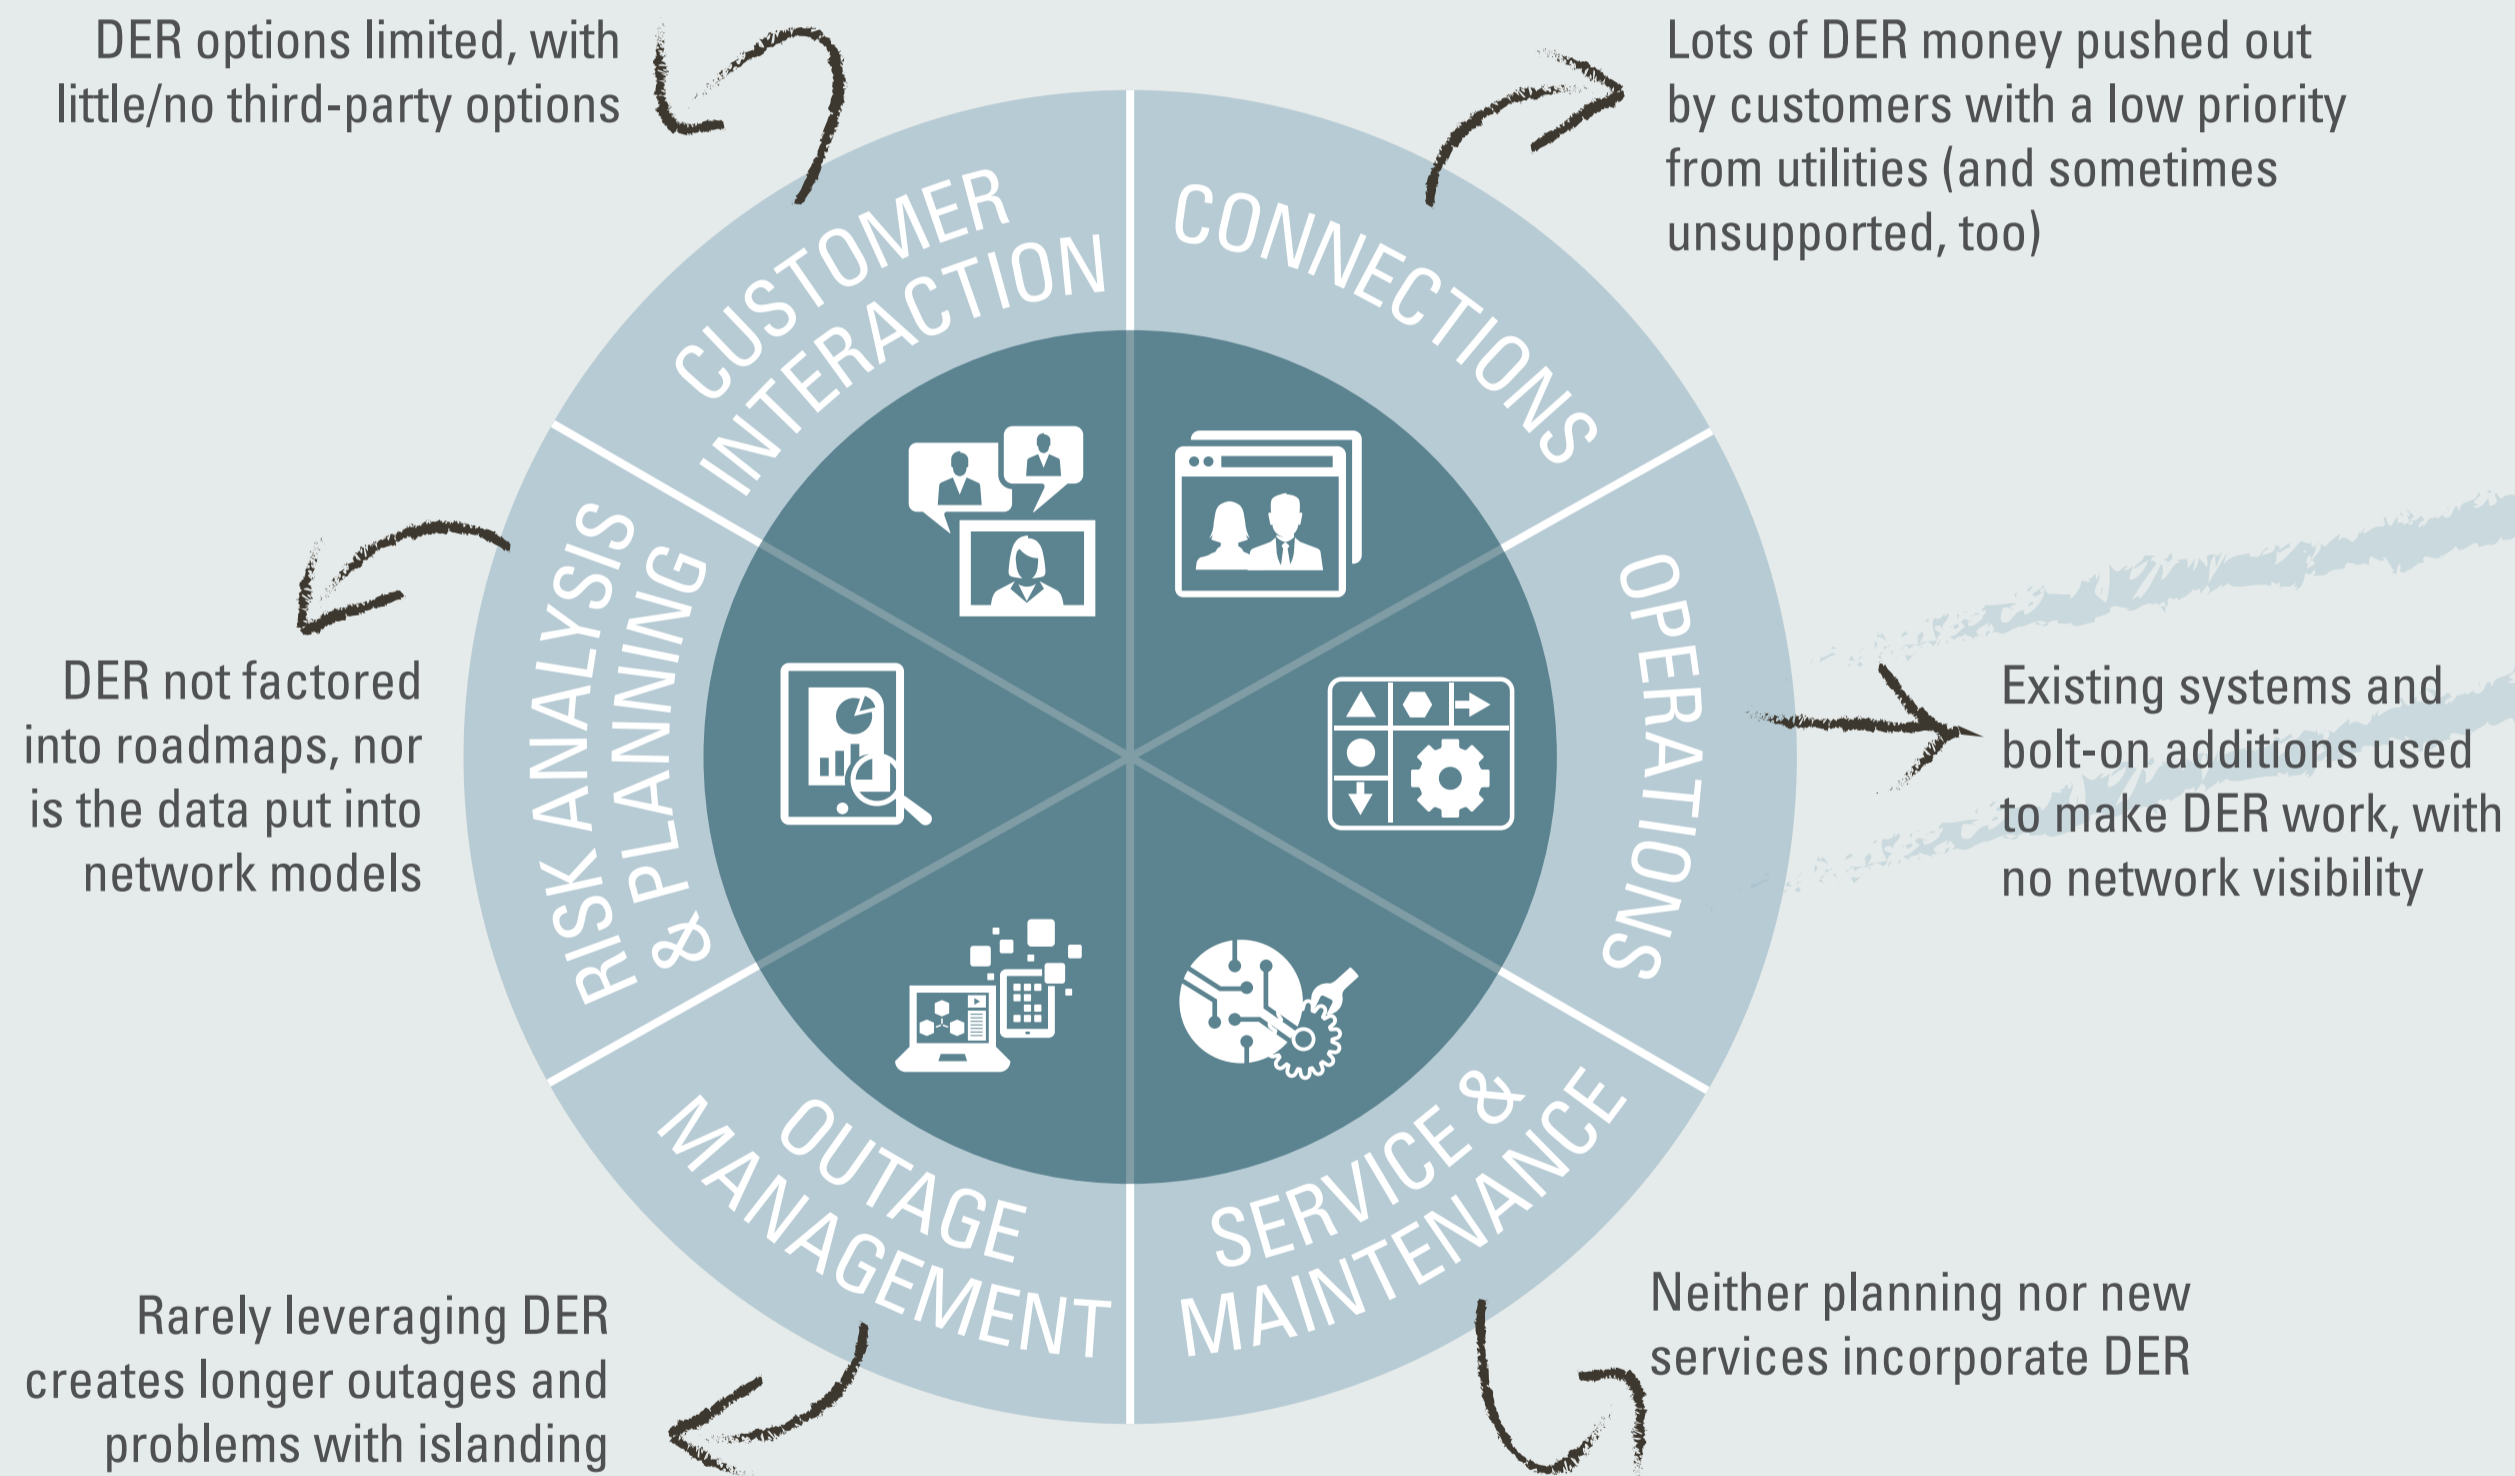 DER options limited, with
little/no third-party options
Lots of DER money pushed out
by customers with a low priority
from utilities (and sometimes
unsupported, too)
CUSTOMER
INTERACTION
CONNECTIONS
RISK ANALYSIS
& PLANNING
OPERATIONS
DER not factored
into roadmaps, nor
is the data put into
network models
Existing systems and
bolt-on additions used
to make DER work, with
no network visibility
OUTAGE
MANAGEMENT
SERVICE &
MAINTENANCE
Rarely leveraging DER
creates longer outages and
problems with islanding
Neither planning nor new
services incorporate DER